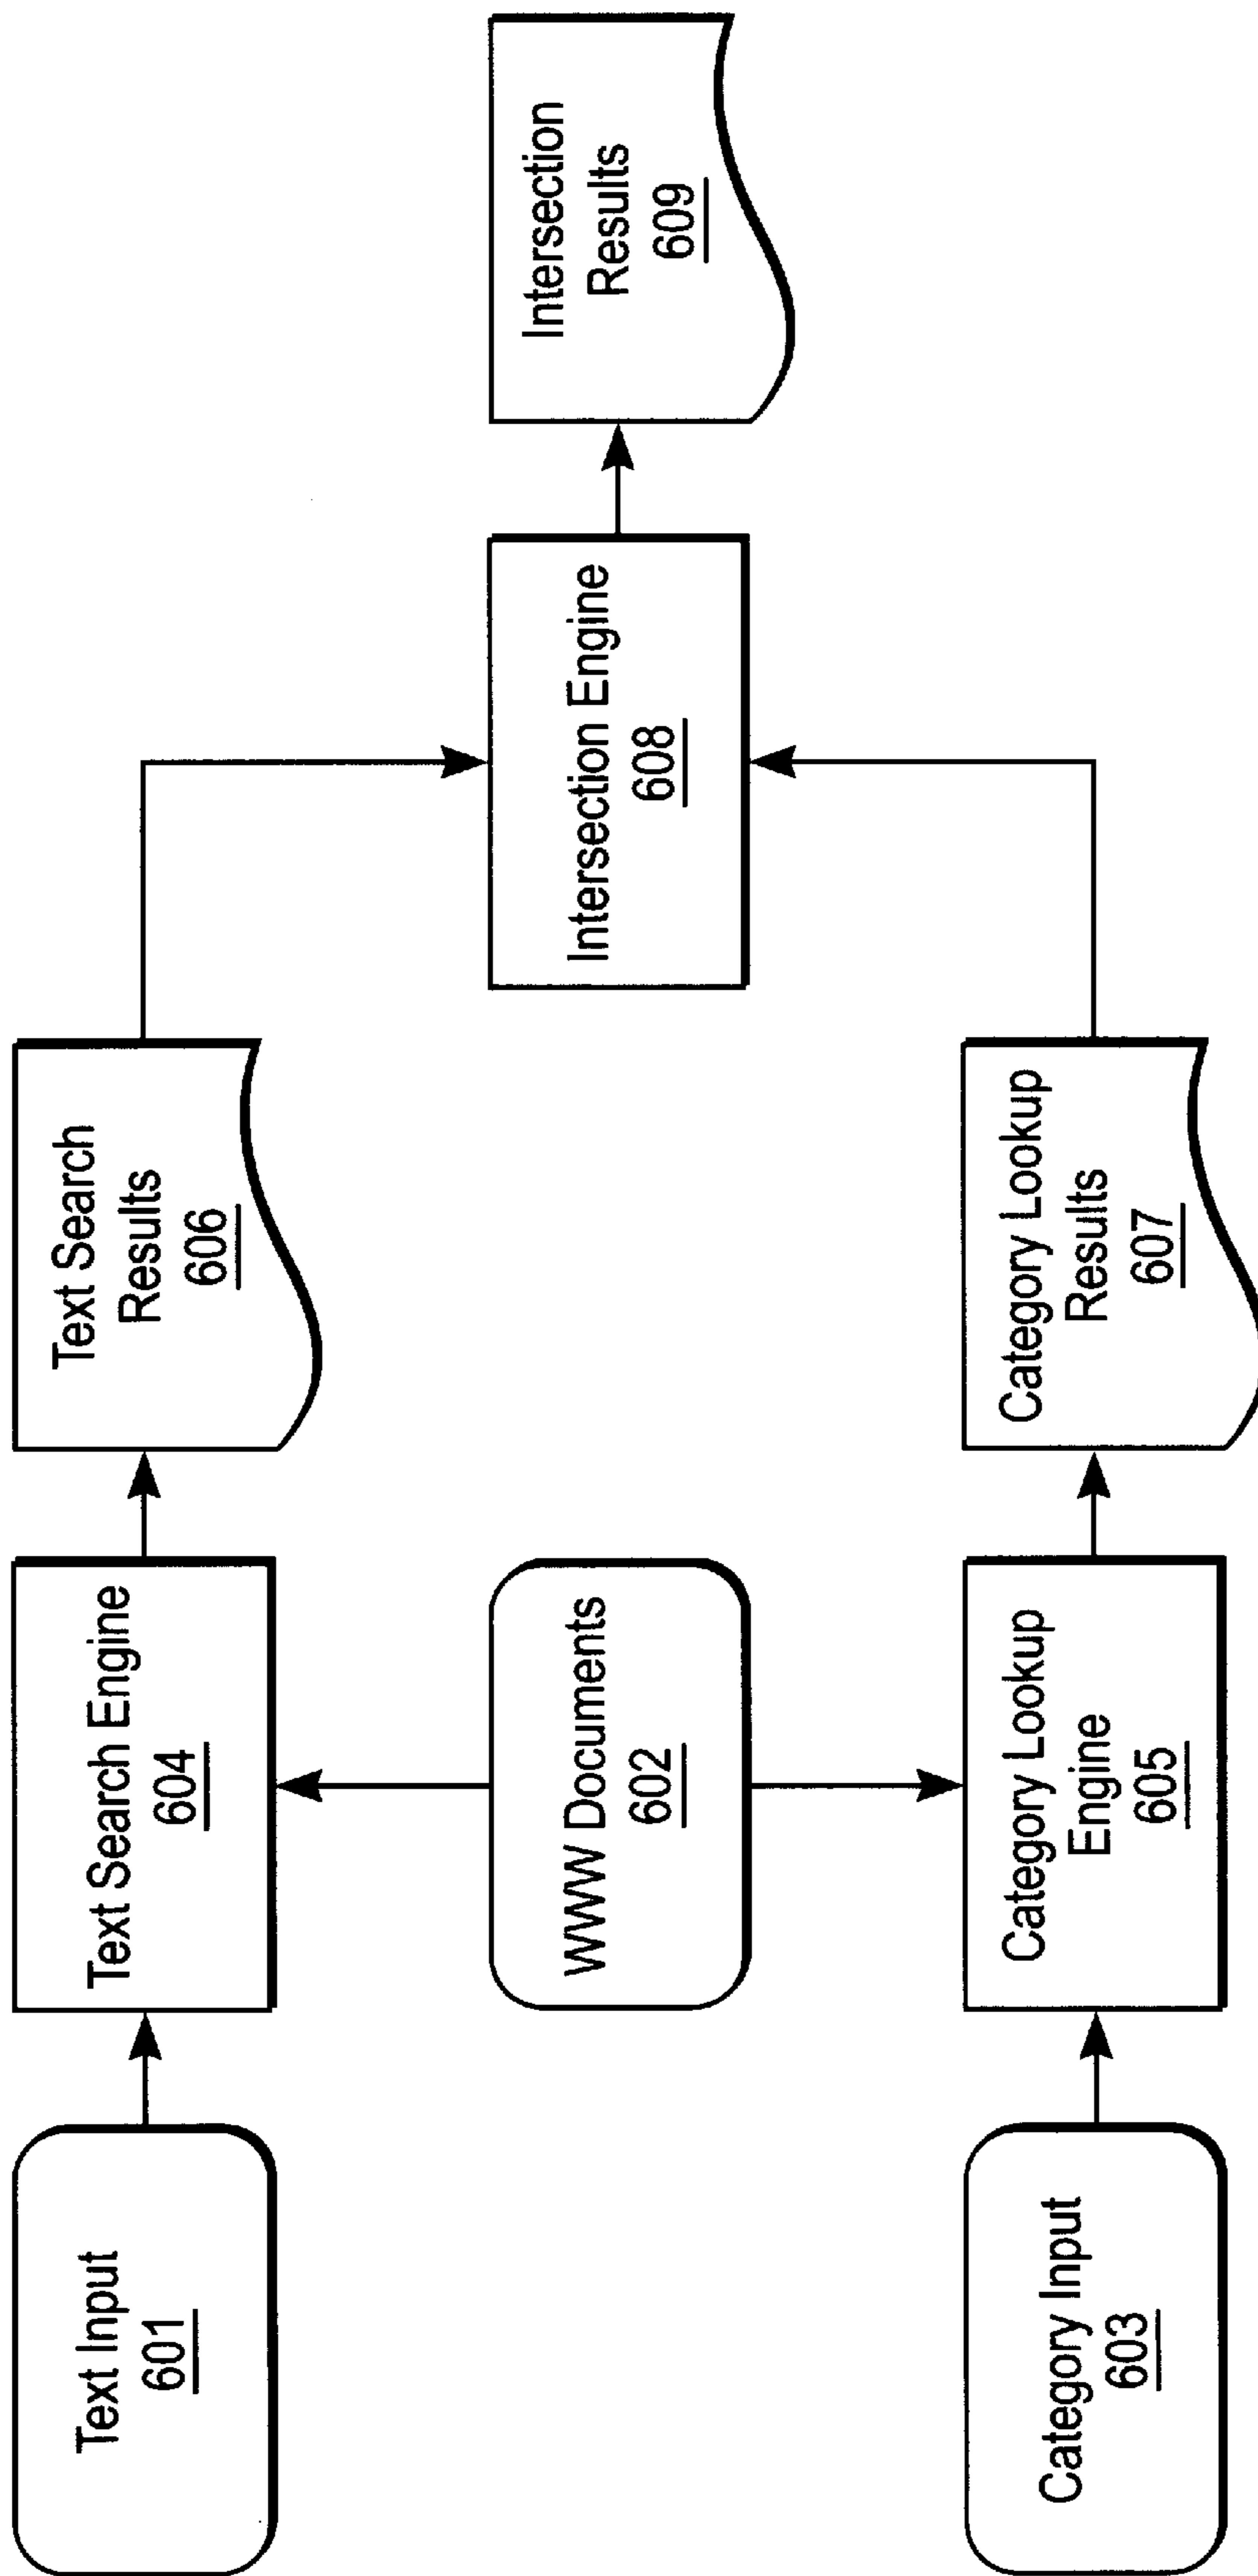 Text Input
601
Text Search Engine
604
Text Search
Results
606
WWW Documents
602
Intersection Engine
608
Intersection
Results
609
Category Input
603
Category Lookup
Engine
605
Category Lookup
Results
607